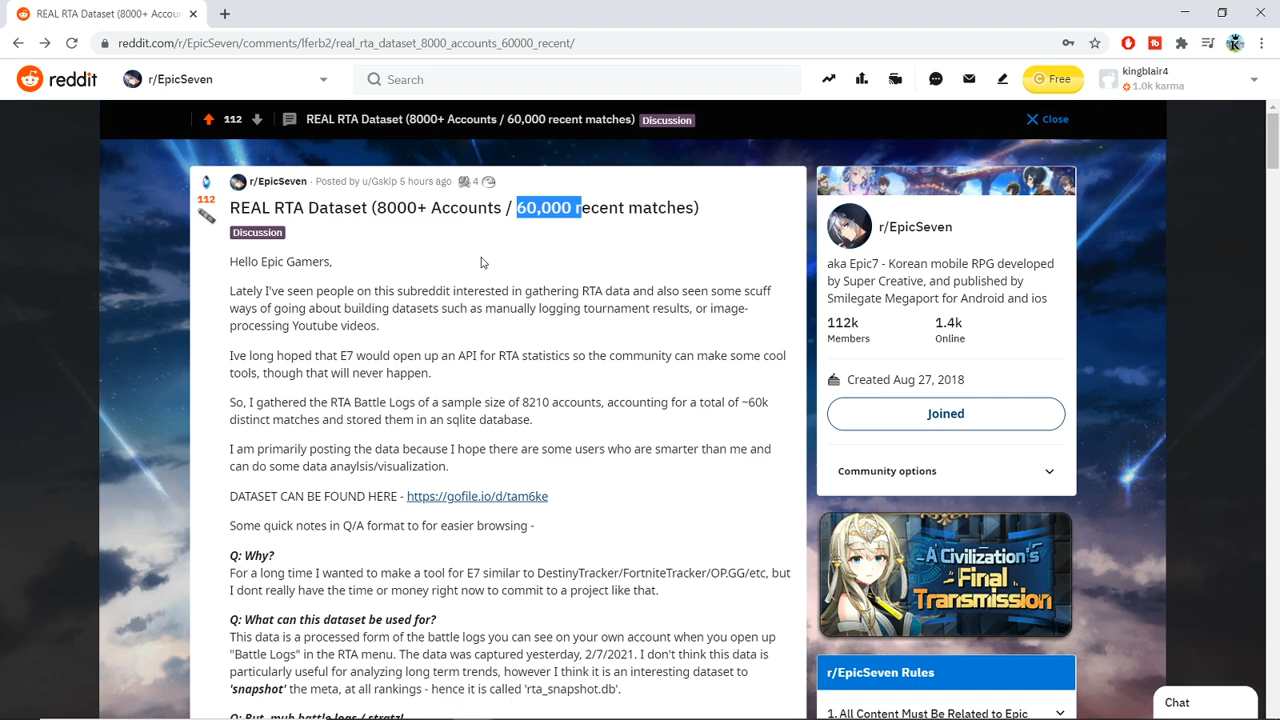 REAL RTA Dataset (8000+ Accou
reddit.com/r/EpicSeven/comments/lferb2/real_rta_dataset_8000_accounts_60000_recent/
reddit
r/EpicSeven
Search
Free
kingblair4
1.0k karma
112
REAL RTA Dataset (8000+ Accounts / 60,000 recent matches)
Discussion
Close
112
r/EpicSeven · Posted by u/Gskip 5 hours ago
4
REAL RTA Dataset (8000+ Accounts / 60,000 recent matches)
Discussion
Hello Epic Gamers,
Lately I've seen people on this subreddit interested in gathering RTA data and also seen some scuff
ways of going about building datasets such as manually logging tournament results, or image-
processing Youtube videos.
Ive long hoped that E7 would open up an API for RTA statistics so the community can make some cool
tools, though that will never happen.
So, I gathered the RTA Battle Logs of a sample size of 8210 accounts, accounting for a total of ~60k
distinct matches and stored them in an sqlite database.
I am primarily posting the data because I hope there are some users who are smarter than me and
can do some data anaylsis/visualization.
DATASET CAN BE FOUND HERE - https://gofile.io/d/tam6ke
Some quick notes in Q/A format to for easier browsing -
Q: Why?
For a long time I wanted to make a tool for E7 similar to DestinyTracker/FortniteTracker/OP.GG/etc, but
I dont really have the time or money right now to commit to a project like that.
Q: What can this dataset be used for?
This data is a processed form of the battle logs you can see on your own account when you open up
"Battle Logs" in the RTA menu. The data was captured yesterday, 2/7/2021. I don't think this data is
particularly useful for analyzing long term trends, however I think it is an interesting dataset to
'snapshot' the meta, at all rankings - hence it is called 'rta_snapshot.db'.
Q: But, muh battle logs / stratz!
r/EpicSeven
aka Epic7 - Korean mobile RPG developed
by Super Creative, and published by
Smilegate Megaport for Android and ios
112k
1.4k
Members
Online
Created Aug 27, 2018
Joined
Community options
A Civilization's
Final
Transmission
r/EpicSeven Rules
1. All Content Must Be Related to Epic
Chat